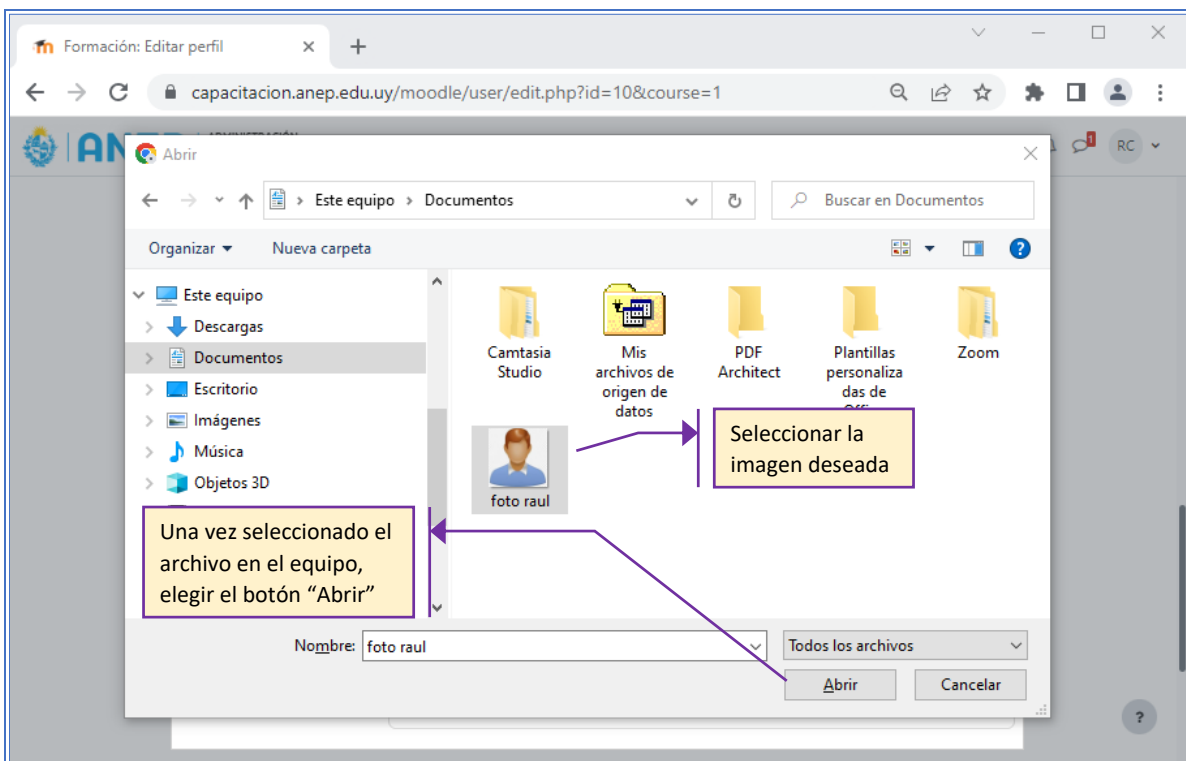 Formación: Editar perfil
capacitacion.anep.edu.uy/moodle/user/edit.php?id=10&course=1
RC
Abrir
Este equipo > Documentos
Buscar en Documentos
Organizar
Nueva carpeta
Este equipo
Descargas
Documentos
Escritorio
Imágenes
Música
Objetos 3D
Camtasia
Studio
Mis
archivos de
origen de
datos
PDF
Architect
Plantillas
personaliza
das de
Zoom
foto raul
Seleccionar la
imagen deseada
Una vez seleccionado el
archivo en el equipo,
elegir el botón “Abrir”
Nombre: foto raul
Todos los archivos
Abrir
Cancelar
?